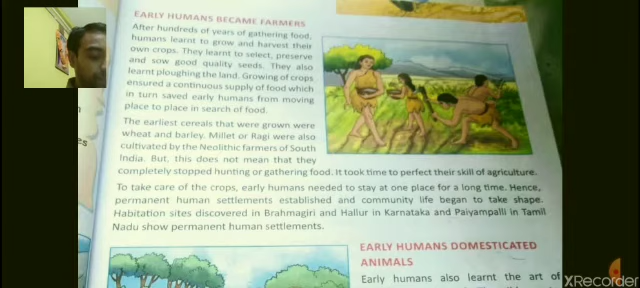 EARLY HUMANS BECAME FARMERS
After hundreds of years of gathering food,
humans learnt to grow and harvest their
own crops. They learnt to select, preserve
and sow good quality seeds. They also
learnt ploughing the land. Growing of crops
ensured a continuous supply of food which
in turn saved early humans from moving
place to place in search of food.
The earliest cereals that were grown were
wheat and barley. Millet or Ragi were also
cultivated by the Neolithic farmers of South
India. But, this does not mean that they
completely stopped hunting or gathering food. It took time to perfect their skill of agriculture.
To take care of the crops, early humans needed to stay at one place for a long time. Hence,
permanent human settlements established and community life began to take shape.
Habitation sites discovered in Brahmagiri and Hallur in Karnataka and Paiyampalli in Tamil
Nadu show permanent human settlements.
EARLY HUMANS DOMESTICATED
ANIMALS
Early humans also learnt the art of
XRecorder